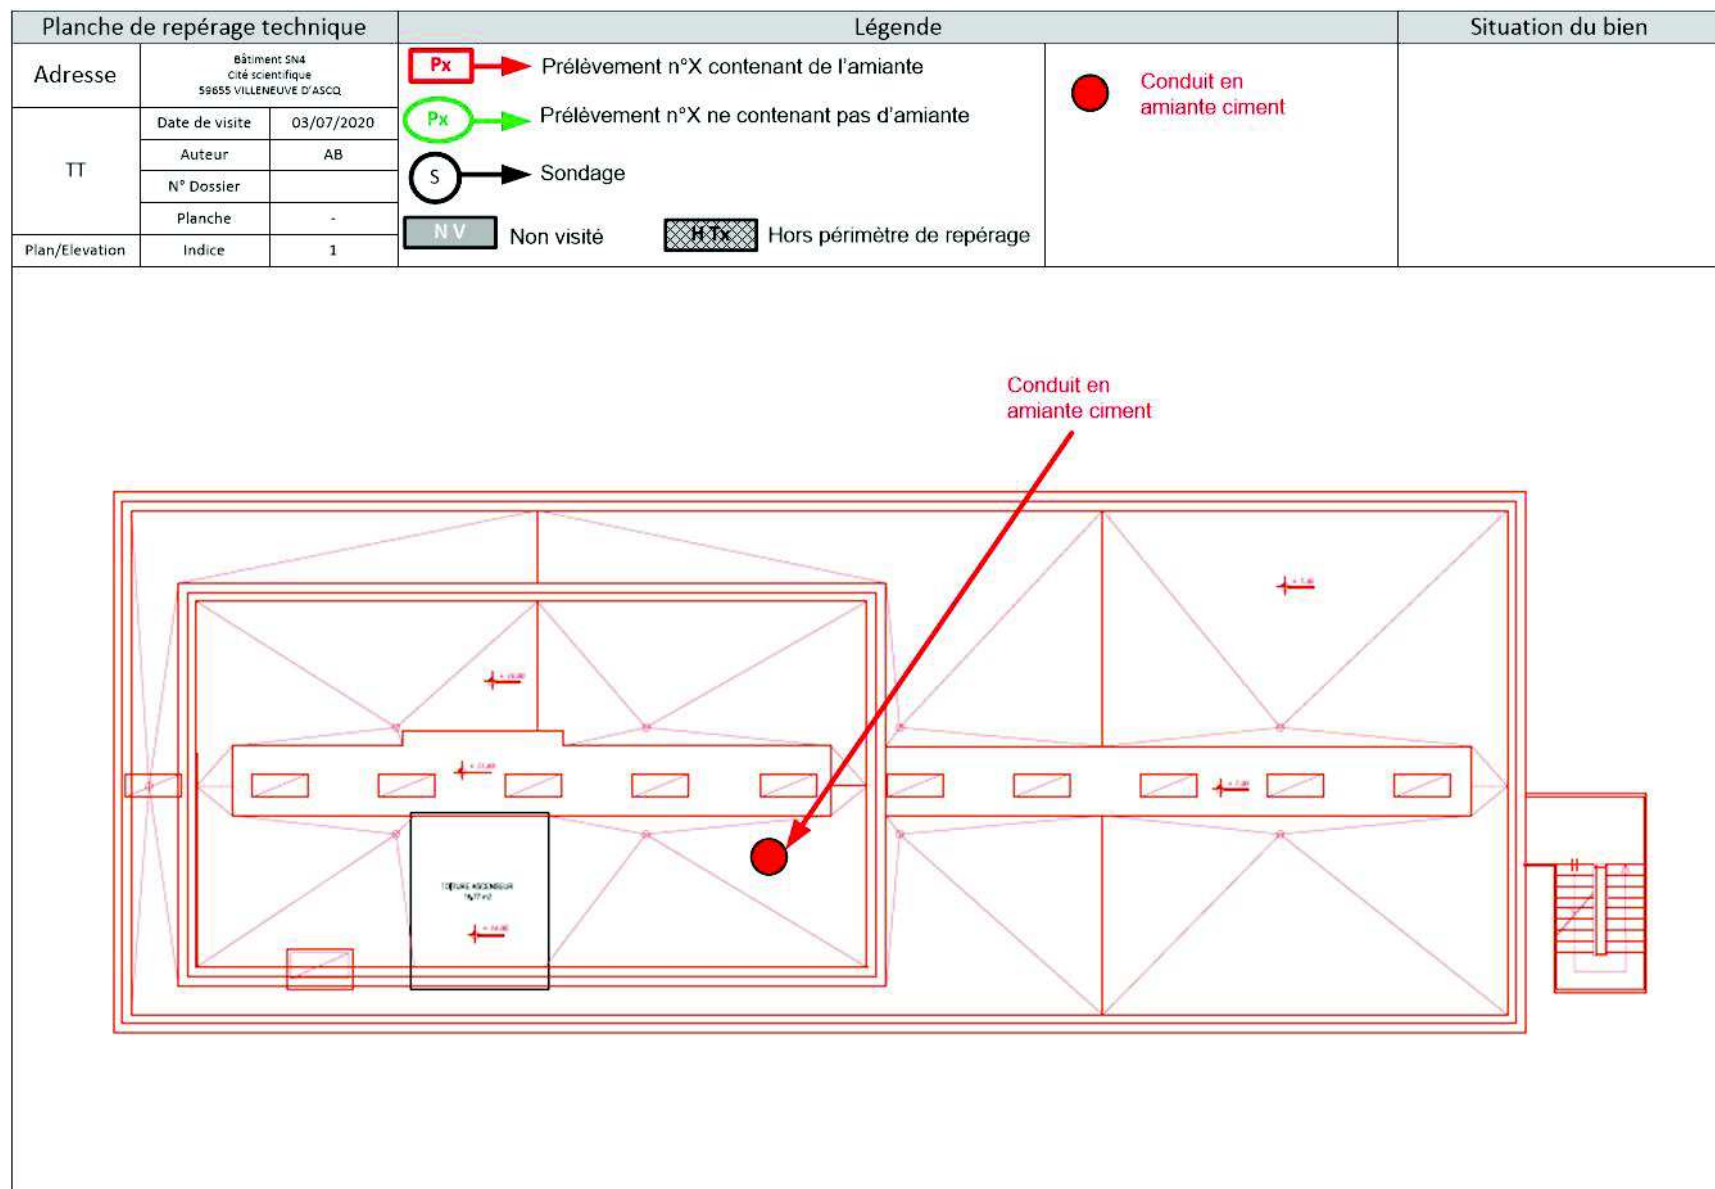 Planche de repérage technique
Légende
Situation du bien
Adresse
Bâtiment SN4
Cité scientifique
59655 VILLENEUVE D'ASCQ
TT
Date de visite
03/07/2020
Auteur
AB
N° Dossier
Planche
-
Plan/Elevation
Indice
1
Px
Prélèvement n°X contenant de l'amiante
Px
Prélèvement n°X ne contenant pas d'amiante
S
Sondage
N V
Non visité
H Tx
Hors périmètre de repérage
Conduit en
amiante ciment
Conduit en
amiante ciment
TOITURE ASCENSEUR